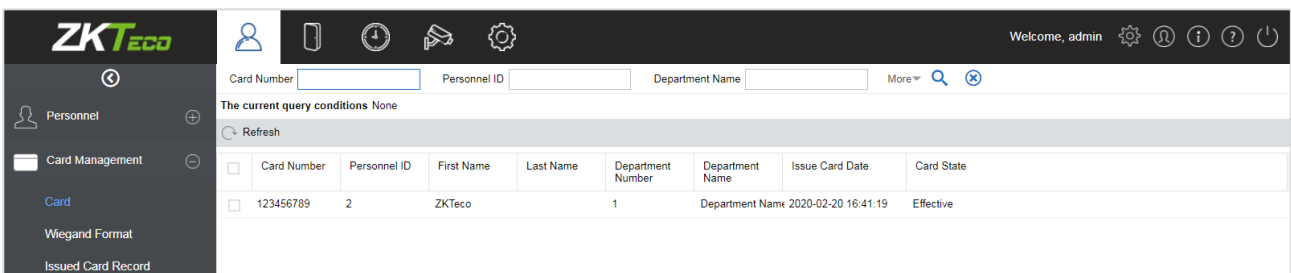 ZKTeco
Welcome, admin
Card Number
Personnel ID
Department Name
More
The current query conditions None
Personnel
Refresh
Card Management
Card Number Personnel ID First Name Last Name Department Number Department Name Issue Card Date Card State
Card
123456789 2 ZKTeco 1 Department Name 2020-02-20 16:41:19 Effective
Wiegand Format
Issued Card Record